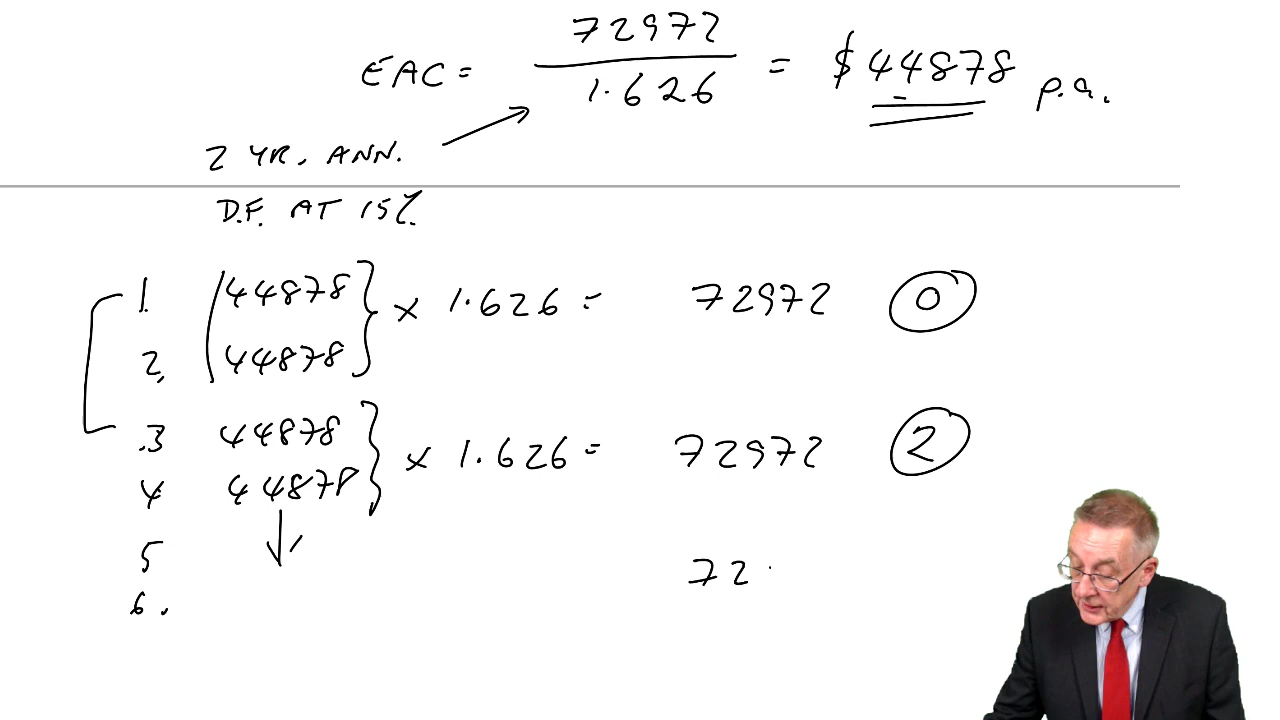 EAC = 72972 / 1.626 = $44878 p.a.
2 YR. ANN.
D.F. AT 15%
1. 44878 } × 1.626 = 72972 (0)
2. 44878
3 44878 } × 1.626 = 72972 (2)
4 44878
5 72
6.